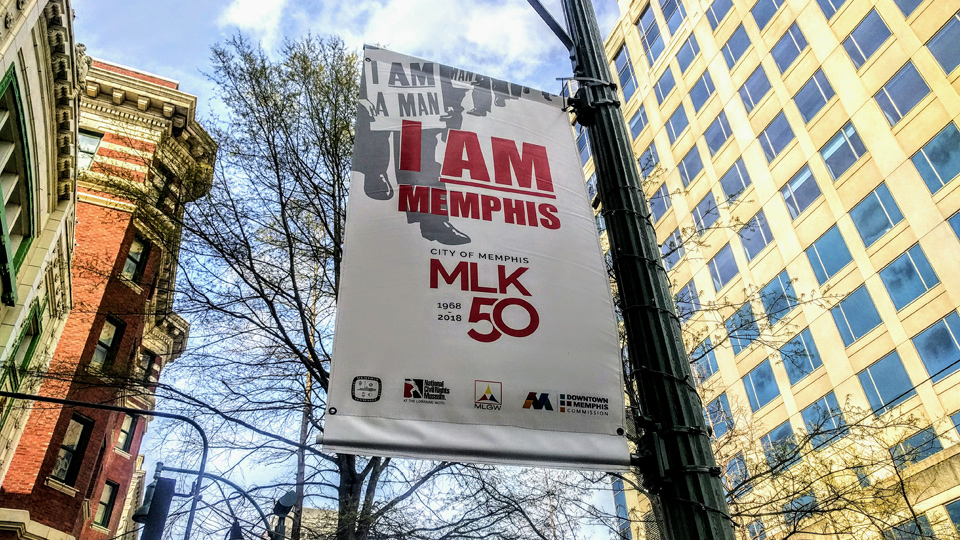 I AM
A MAN
MAN
I AM
MEMPHIS
CITY OF MEMPHIS
MLK
1968
-
2018
50
National
Civil Rights
Museum
AT THE LORRAINE MOTEL
MLGW
DOWNTOWN
MEMPHIS
COMMISSION